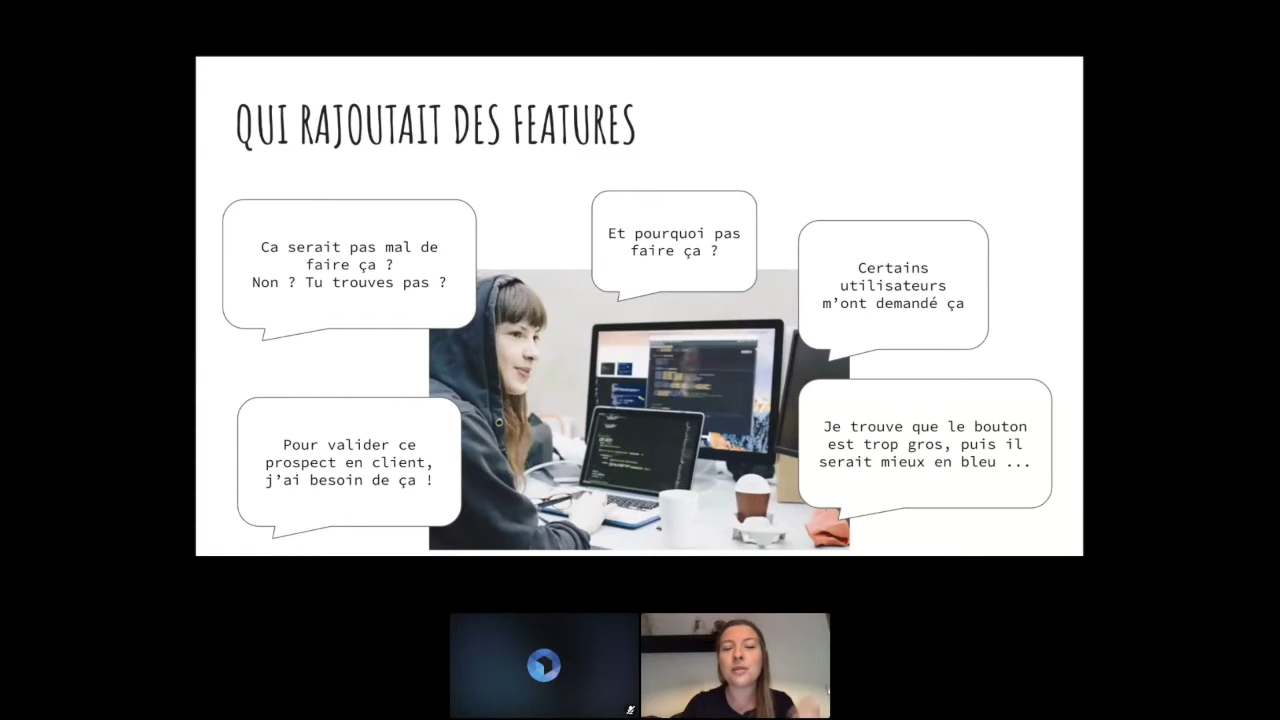 QUI RAJOUTAIT DES FEATURES
Ca serait pas mal de
faire ça ?
Non ? Tu trouves pas ?
Et pourquoi pas
faire ça ?
Certains
utilisateurs
m’ont demandé ça
Pour valider ce
prospect en client,
j’ai besoin de ça !
Je trouve que le bouton
est trop gros, puis il
serait mieux en bleu ...